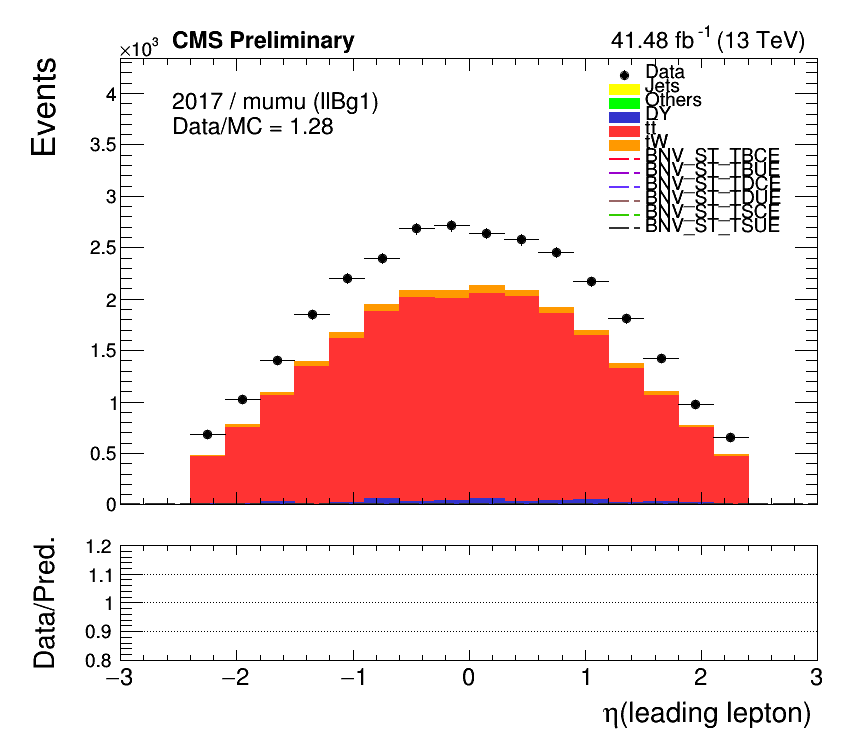 ×10³ CMS Preliminary 41.48 fb⁻¹ (13 TeV)
Events
2017 / mumu (llBg1)
Data/MC = 1.28
Data
Jets
Others
DY
tt
tW
BNV_ST_TBCE
BNV_ST_TBUE
BNV_ST_TDCE
BNV_ST_TDUE
BNV_ST_TSCE
BNV_ST_TSUE
4
3.5
3
2.5
2
1.5
1
0.5
0
Data/Pred.
1.2
1.1
1
0.9
0.8
−3 −2 −1 0 1 2 3
η(leading lepton)